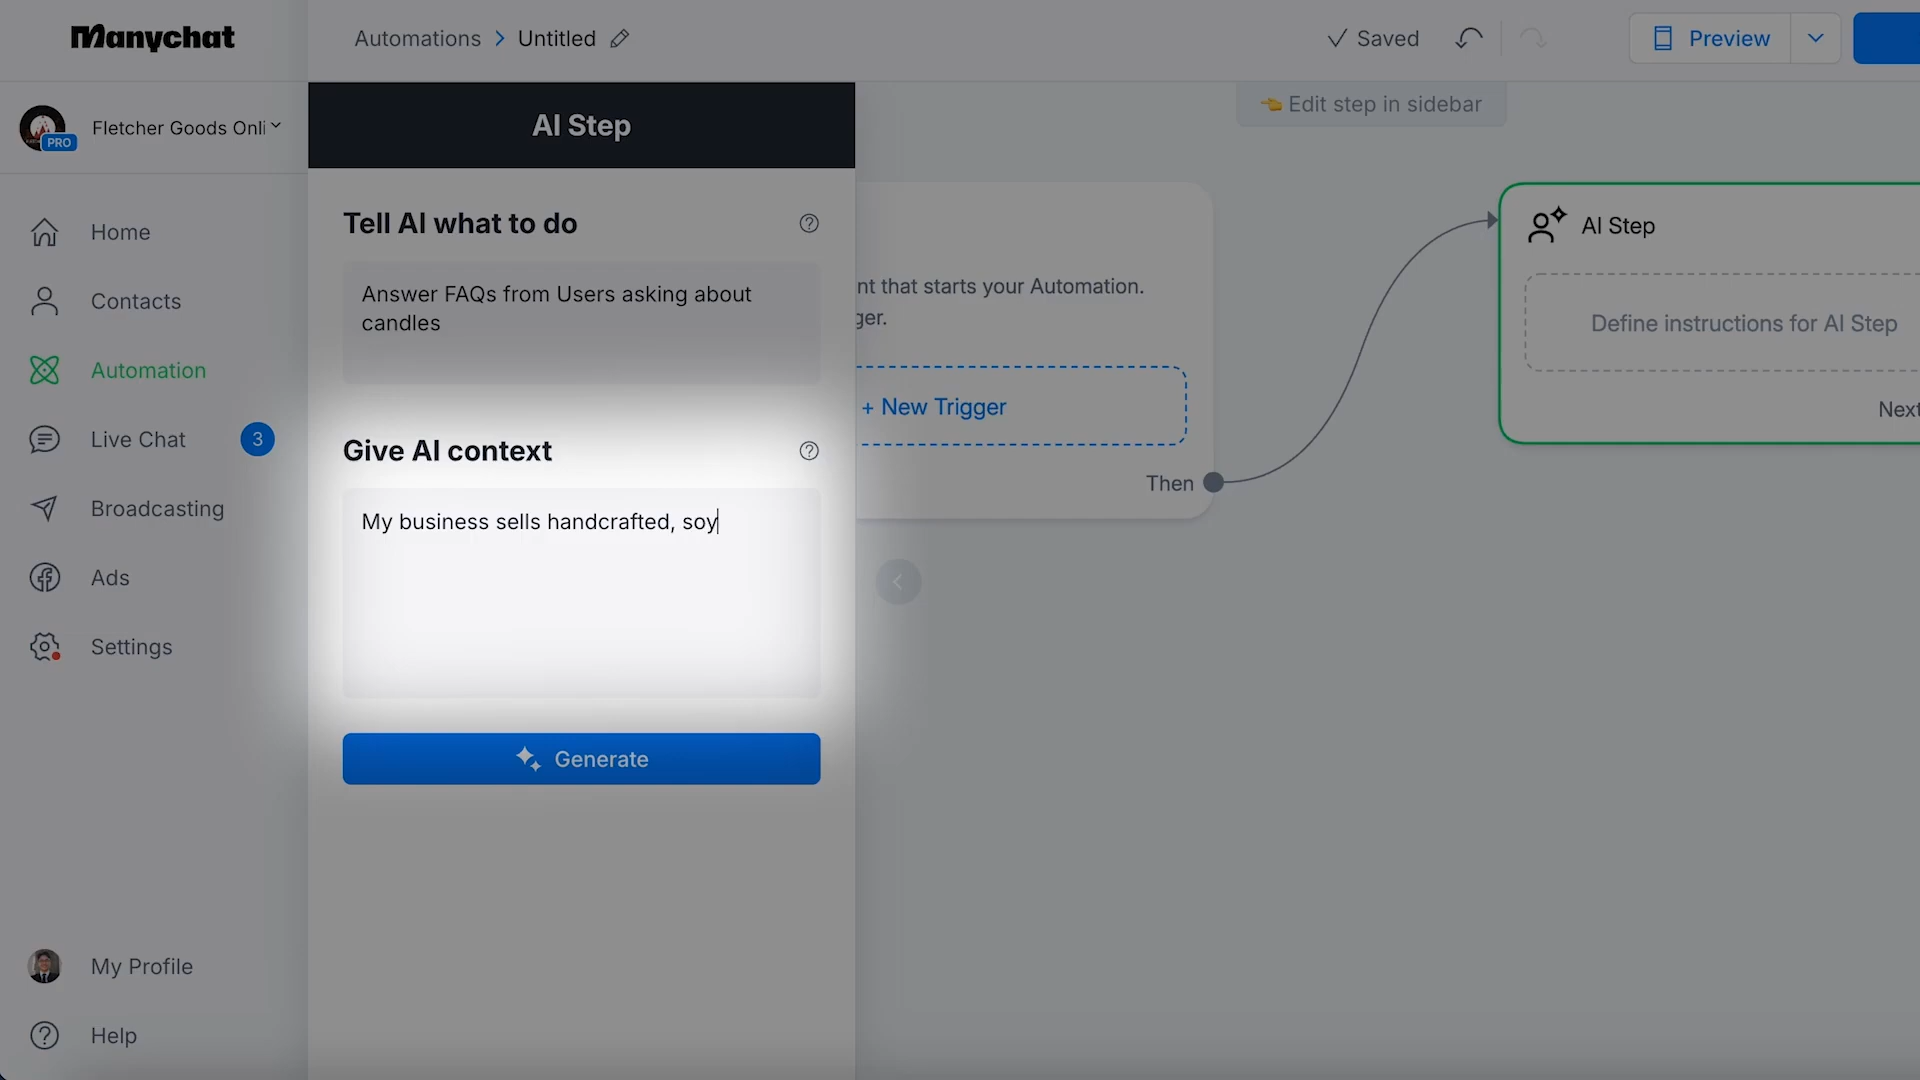 Manychat
Automations > Untitled
Saved
Preview
Fletcher Goods Onli
PRO
AI Step
Edit step in sidebar
Home
Contacts
Automation
Live Chat
3
Broadcasting
Ads
Settings
My Profile
Help
Tell AI what to do
?
Answer FAQs from Users asking about
candles
Give AI context
?
My business sells handcrafted, soy
Generate
nt that starts your Automation.
ger.
+ New Trigger
Then
AI Step
Define instructions for AI Step
Next